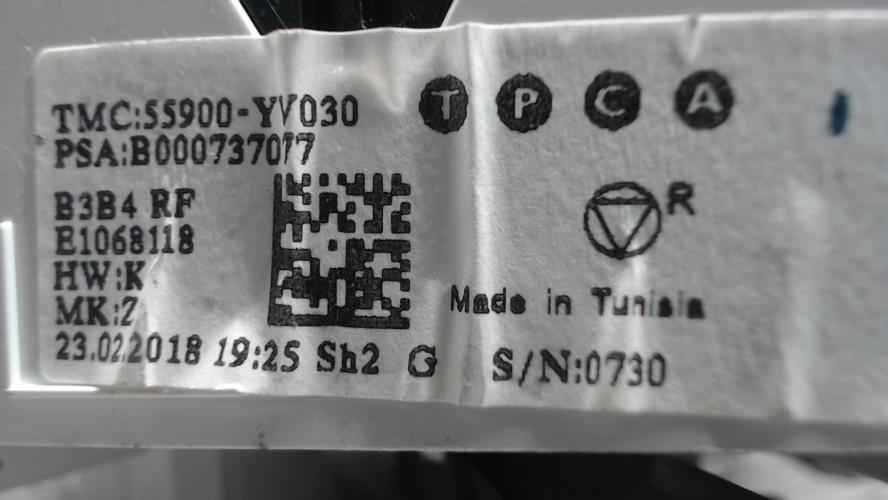 TMC:55900-YV030 T P C A
PSA:B000737077
B3B4 RF
R
E1068118
HW:K
MK:Z
Made in Tunisia
23.02.2018 19:25 Sh2 G S/N:0730